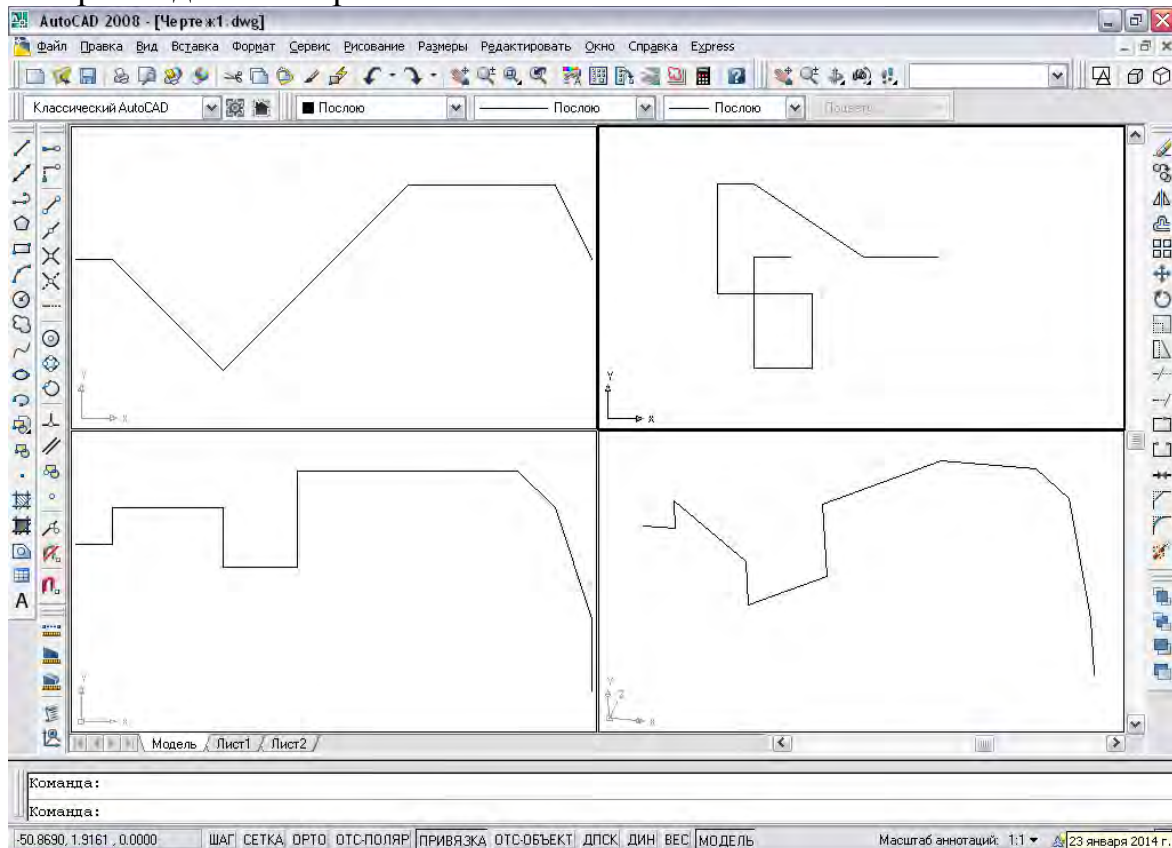 AutoCAD 2008 - [Чертеж1.dwg]
Файл Правка Вид Вставка Формат Сервис Рисование Размеры Редактировать Окно Справка Express
Классический AutoCAD Послою Послою Послою
Y
X
Y
X
Y
X
Y
Z
X
A
Модель Лист1 Лист2
Команда:
Команда:
-50.8690, 1.9161 , 0.0000 ШАГ СЕТКА ОРТО ОТС-ПОЛЯР ПРИВЯЗКА ОТС-ОБЪЕКТ ДПСК ДИН ВЕС МОДЕЛЬ Масштаб аннотаций: 1:1 23 января 2014 г.